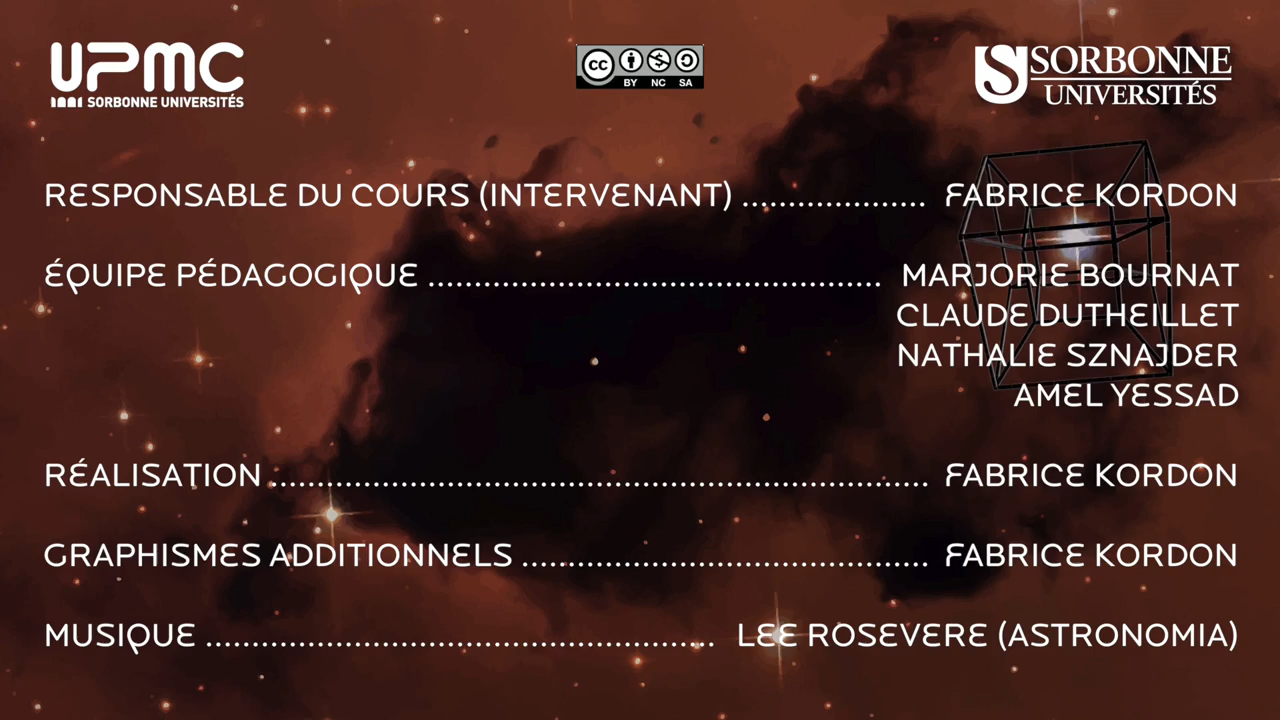 UPMC
SORBONNE UNIVERSITÉS
cc BY NC SA
SORBONNE
UNIVERSITÉS
RESPONSABLE DU COURS (INTERVENANT) .................... FABRICE KORDON
ÉQUIPE PÉDAGOGIQUE ................................................. MARJORIE BOURNAT
CLAUDE DUTHEILLET
NATHALIE SZNAJDER
AMEL YESSAD
RÉALISATION ....................................................................... FABRICE KORDON
GRAPHISMES ADDITIONNELS ............................................ FABRICE KORDON
MUSIQUE ....................................................... LEE ROSEVERE (ASTRONOMIA)